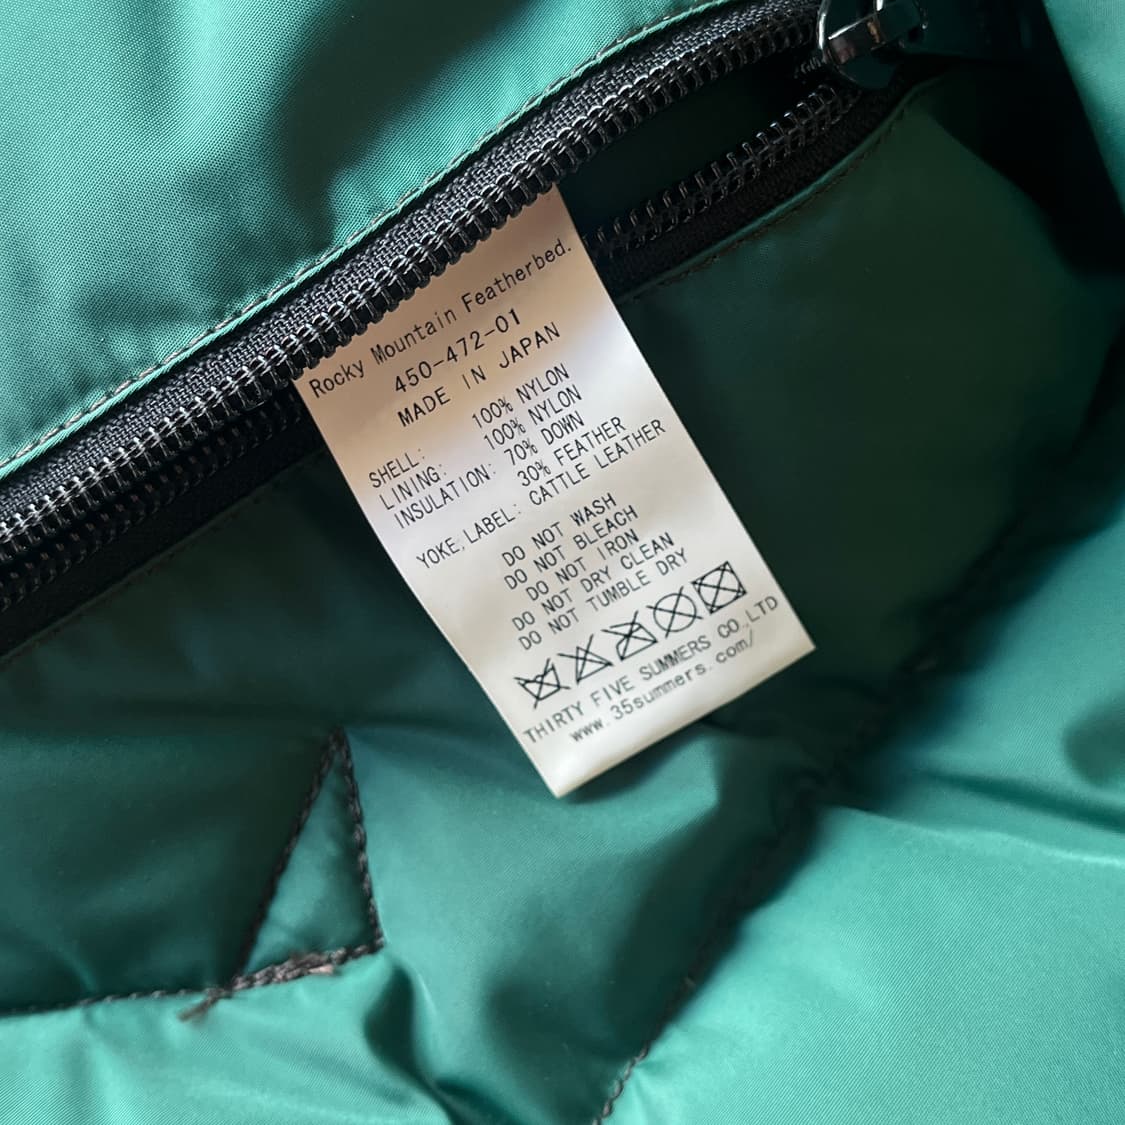 Rocky Mountain Featherbed.
450-472-01
MADE IN JAPAN
SHELL: 100% NYLON
LINING: 100% NYLON
INSULATION: 70% DOWN
30% FEATHER
YOKE, LABEL: CATTLE LEATHER
DO NOT WASH
DO NOT BLEACH
DO NOT IRON
DO NOT DRY CLEAN
DO NOT TUMBLE DRY
THIRTY FIVE SUMMERS CO.,LTD
www.35summers.com/